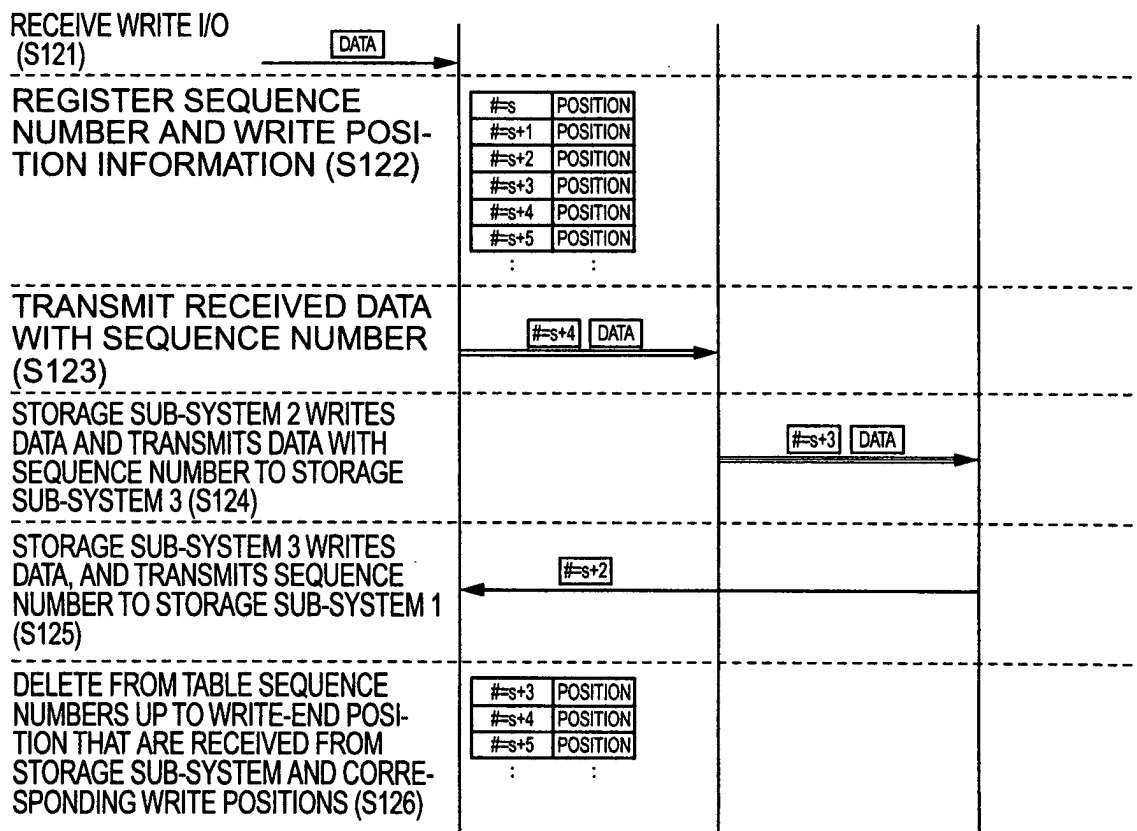 RECEIVE WRITE I/O
(S121)
DATA
REGISTER SEQUENCE
NUMBER AND WRITE POSI-
TION INFORMATION (S122)
#=s POSITION
#=s+1 POSITION
#=s+2 POSITION
#=s+3 POSITION
#=s+4 POSITION
#=s+5 POSITION
: :
TRANSMIT RECEIVED DATA
WITH SEQUENCE NUMBER
(S123)
#=s+4 DATA
STORAGE SUB-SYSTEM 2 WRITES
DATA AND TRANSMITS DATA WITH
SEQUENCE NUMBER TO STORAGE
SUB-SYSTEM 3 (S124)
#=s+3 DATA
STORAGE SUB-SYSTEM 3 WRITES
DATA, AND TRANSMITS SEQUENCE
NUMBER TO STORAGE SUB-SYSTEM 1
(S125)
#=s+2
DELETE FROM TABLE SEQUENCE
NUMBERS UP TO WRITE-END POSI-
TION THAT ARE RECEIVED FROM
STORAGE SUB-SYSTEM AND CORRE-
SPONDING WRITE POSITIONS (S126)
#=s+3 POSITION
#=s+4 POSITION
#=s+5 POSITION
: :